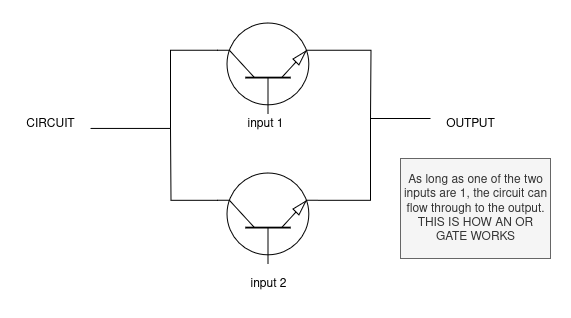 input 1
CIRCUIT
OUTPUT
As long as one of the two
inputs are 1, the circuit can
flow through to the output.
THIS IS HOW AN OR
GATE WORKS
input 2